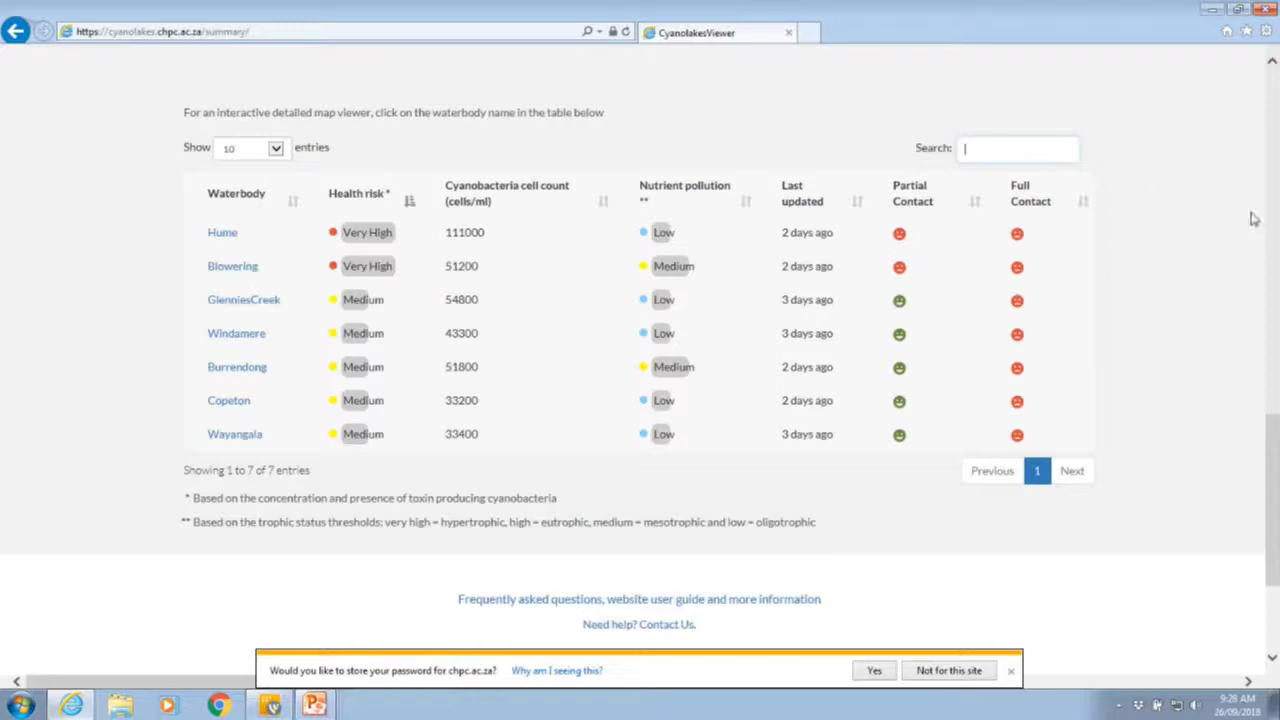 https://cyanolakes.chpc.ac.za/summary/
CyanolakesViewer
For an interactive detailed map viewer, click on the waterbody name in the table below
Show 10 entries
Search:
Waterbody Health risk * Cyanobacteria cell count (cells/ml) Nutrient pollution ** Last updated Partial Contact Full Contact
Hume Very High 111000 Low 2 days ago
Blowering Very High 51200 Medium 2 days ago
GlenniesCreek Medium 54800 Low 3 days ago
Windamere Medium 43300 Low 3 days ago
Burrendong Medium 51800 Medium 2 days ago
Copeton Medium 33200 Low 2 days ago
Wayangala Medium 33400 Low 3 days ago
Showing 1 to 7 of 7 entries
Previous 1 Next
* Based on the concentration and presence of toxin producing cyanobacteria
** Based on the trophic status thresholds: very high = hypertrophic, high = eutrophic, medium = mesotrophic and low = oligotrophic
Frequently asked questions, website user guide and more information
Need help? Contact Us.
Would you like to store your password for chpc.ac.za? Why am I seeing this? Yes Not for this site
9:28 AM
26/09/2018